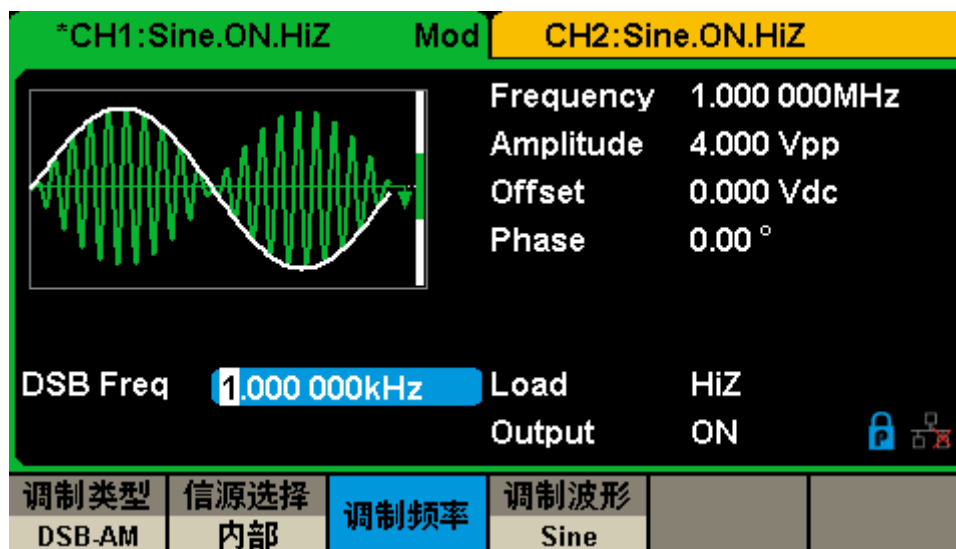 *CH1:Sine.ON.HiZ Mod CH2:Sine.ON.HiZ
Frequency 1.000 000MHz
Amplitude 4.000 Vpp
Offset 0.000 Vdc
Phase 0.00 °
DSB Freq 1.000 000kHz Load HiZ
Output ON P
调制类型 信源选择 调制频率 调制波形
DSB-AM 内部 Sine